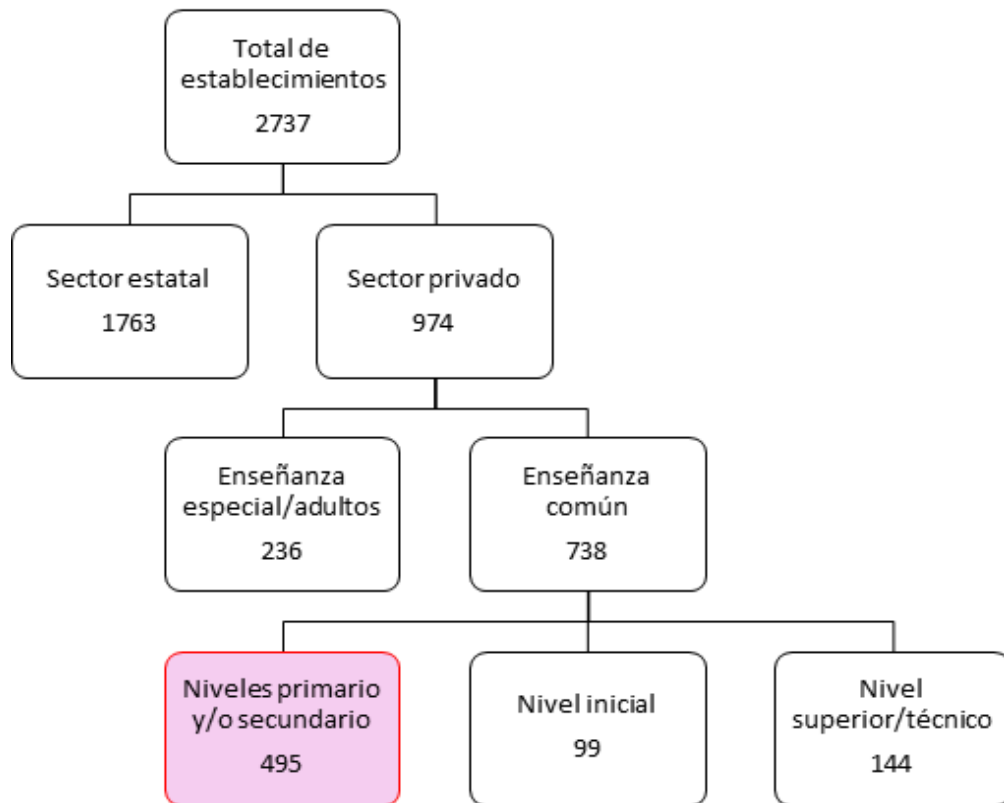 Total de
establecimientos
2737
Sector estatal
1763
Sector privado
974
Enseñanza
especial/adultos
236
Enseñanza
común
738
Niveles primario
y/o secundario
495
Nivel inicial
99
Nivel
superior/técnico
144